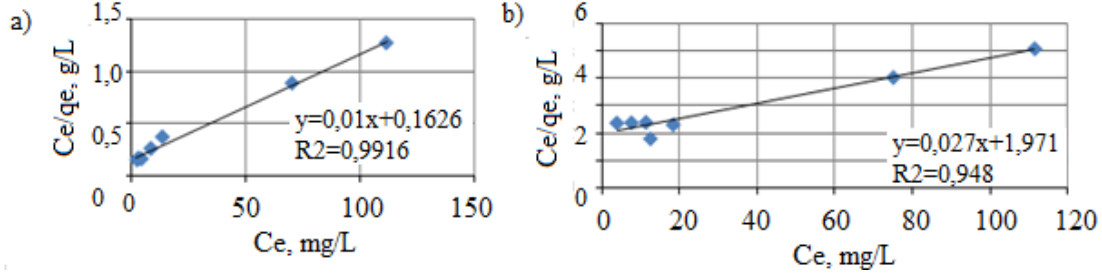 a)
Ce/qe, g/L
1,5
1,0
0,5
0
y=0,01x+0,1626
R2=0,9916
0
50
100
150
Ce, mg/L
b)
Ce/qe, g/L
6
4
2
0
y=0,027x+1,971
R2=0,948
0
20
40
60
80
100
120
Ce, mg/L